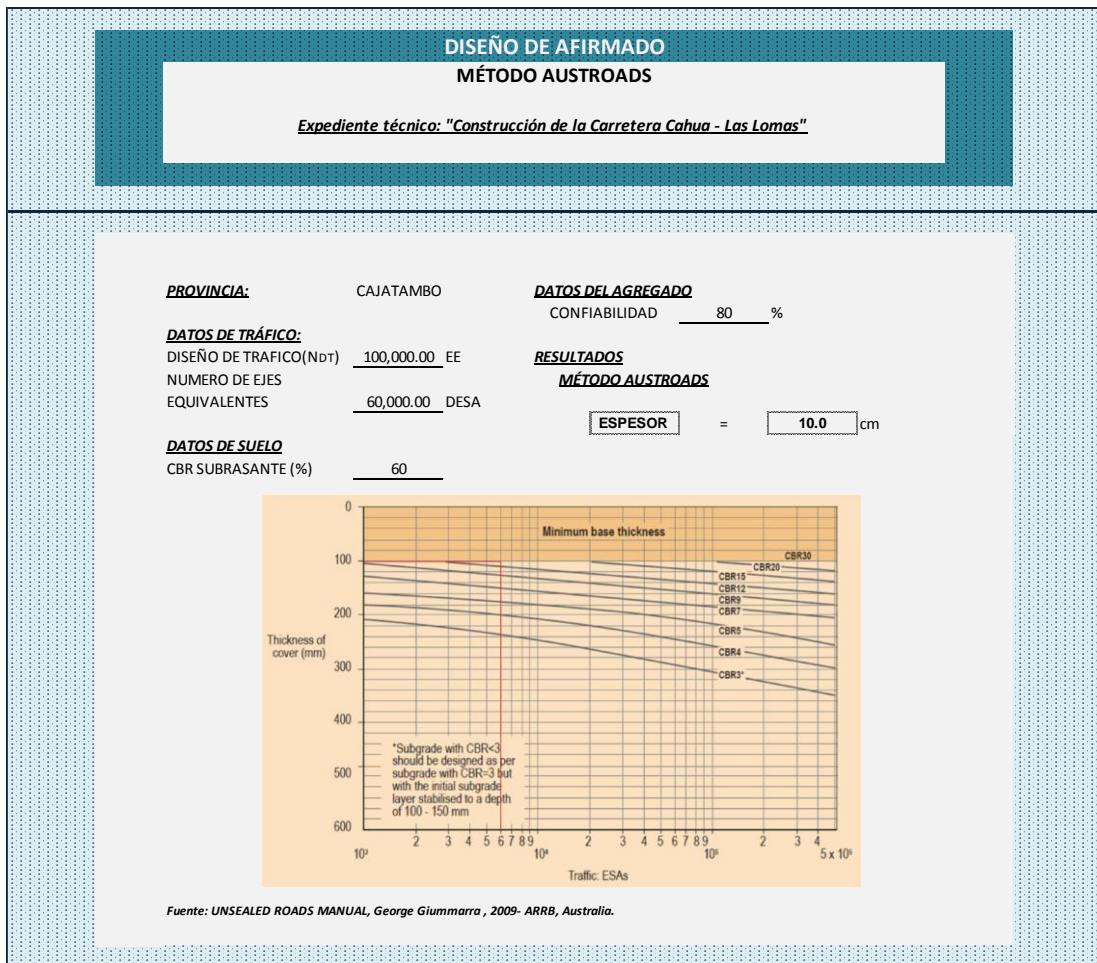 DISEÑO DE AFIRMADO
MÉTODO AUSTROADS
Expediente técnico: "Construcción de la Carretera Cahua - Las Lomas"
PROVINCIA: CAJATAMBO
DATOS DEL AGREGADO
CONFIABILIDAD 80 %
DATOS DE TRÁFICO:
DISEÑO DE TRAFICO(NDT) 100,000.00 EE
NUMERO DE EJES
EQUIVALENTES 60,000.00 DESA
RESULTADOS
MÉTODO AUSTROADS
ESPESOR = 10.0 cm
DATOS DE SUELO
CBR SUBRASANTE (%) 60
0
Minimum base thickness
100
200
300
400
500
600
Thickness of
cover (mm)
CBR30
CBR20
CBR15
CBR12
CBR9
CBR7
CBR5
CBR4
CBR3*
*Subgrade with CBR<3
should be designed as per
subgrade with CBR=3 but
with the initial subgrade
layer stabilised to a depth
of 100 - 150 mm
2 3 4 5 6 7 8 9 2 3 4 5 6 7 8 9 2 3 4
10³ 10⁴ 10⁵ 5 x 10⁵
Traffic: ESAs
Fuente: UNSEALED ROADS MANUAL, George Giummarra , 2009- ARRB, Australia.